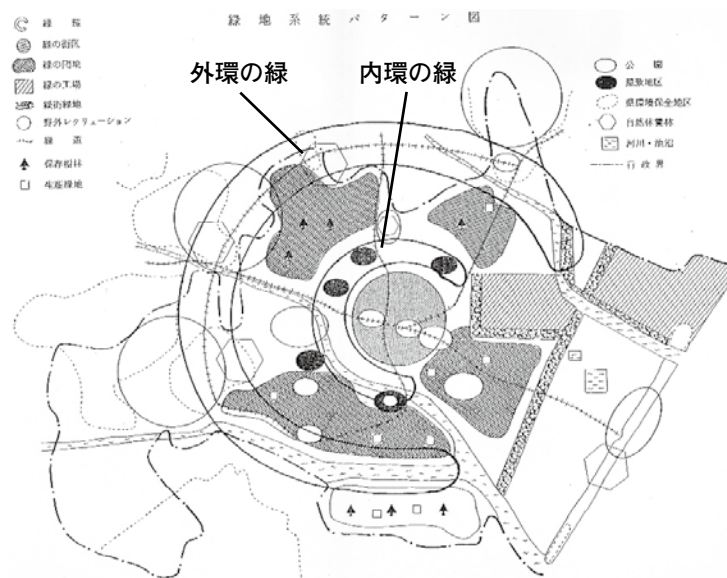 緑地系統パターン図
緑環
緑の街区
緑の団地
緑の工場
緩衝緑地
野外レクリューション
緑道
保存樹林
生産緑地
外環の緑
内環の緑
公園
風致地区
県環境保全地区
自然休養林
河川・池沼
行政界